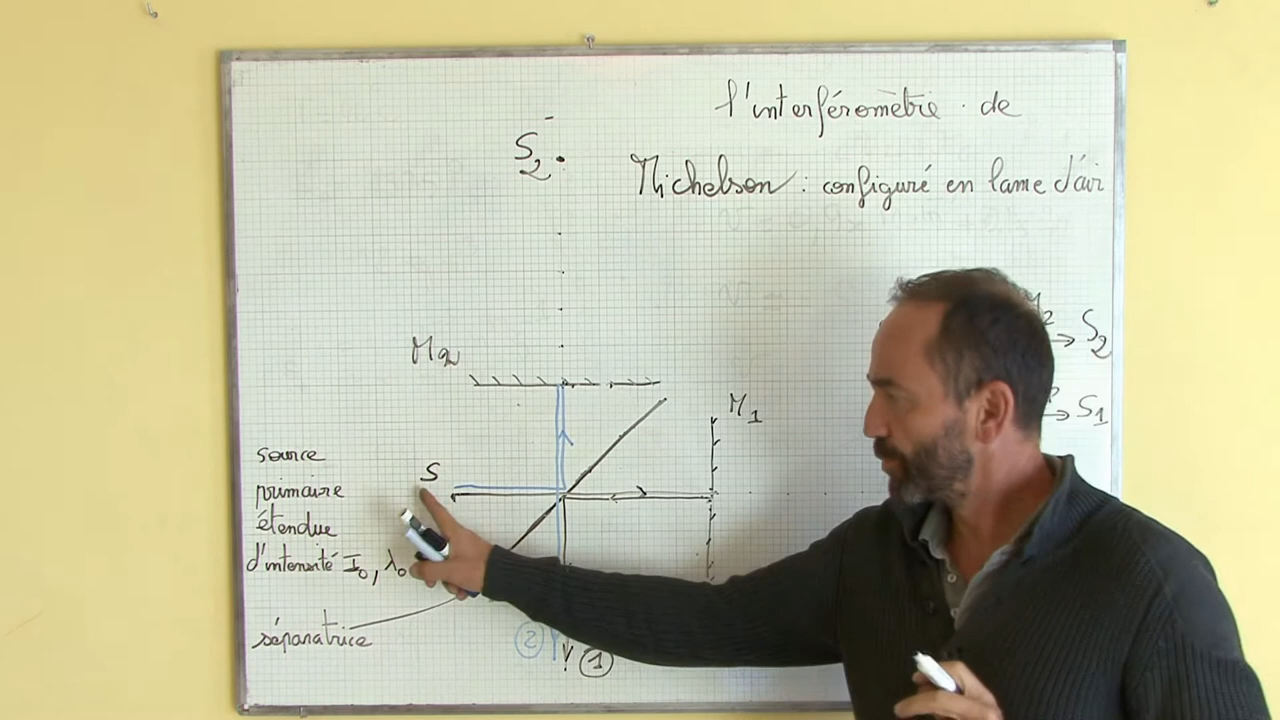 l'interféromètre de
Michelson : configuré en lame d'air
S2
M2
→ S2
M1
→ S1
source
primaire
étendue
d'intensité I0, λ0
S
séparatrice
2
1